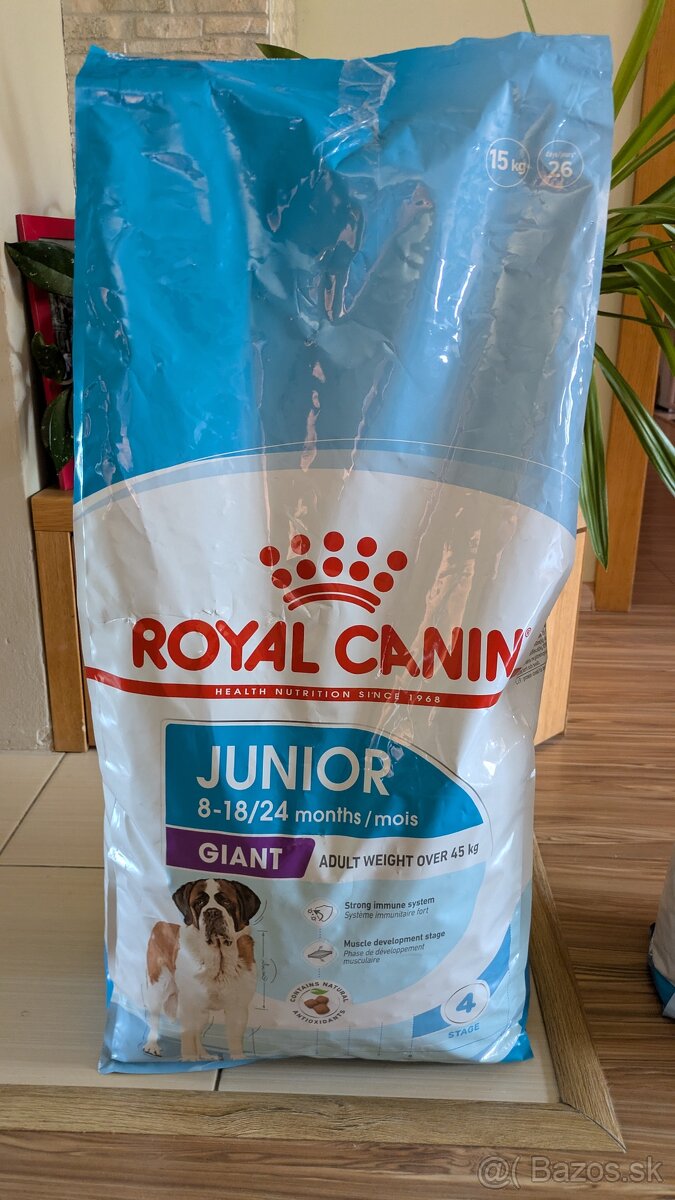 15 kg
26
ROYAL CANIN®
HEALTH NUTRITION SINCE 1968
JUNIOR
8-18/24 months/mois
GIANT
ADULT WEIGHT OVER 45 kg
Strong immune system
Système immunitaire fort
Muscle development stage
Phase de développement
musculaire
CONTAINS NATURAL
ANTIOXIDANTS
4
STAGE
@( Bazos.sk